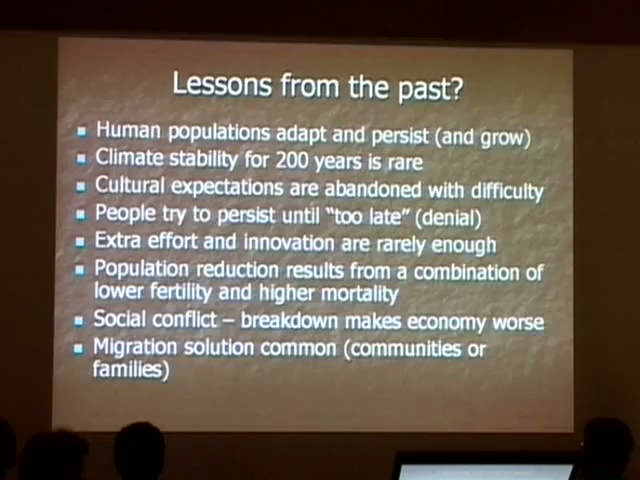 Lessons from the past?
Human populations adapt and persist (and grow)
Climate stability for 200 years is rare
Cultural expectations are abandoned with difficulty
People try to persist until "too late" (denial)
Extra effort and innovation are rarely enough
Population reduction results from a combination of
lower fertility and higher mortality
Social conflict – breakdown makes economy worse
Migration solution common (communities or
families)